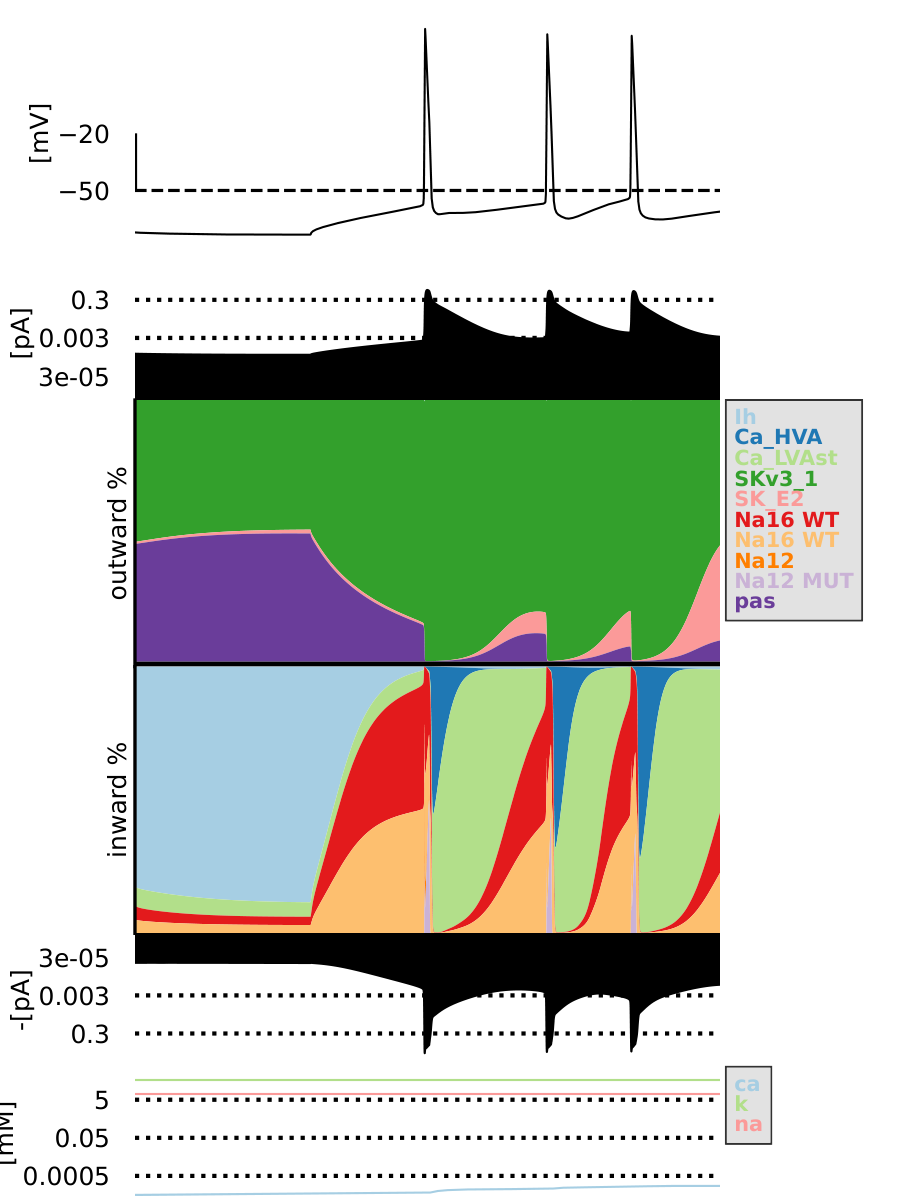 [mV]
−20
−50
[pA]
0.3
0.003
3e-05
outward %
Ih
Ca_HVA
Ca_LVAst
SKv3_1
SK_E2
Na16 WT
Na16 WT
Na12
Na12 MUT
pas
inward %
-[pA]
3e-05
0.003
0.3
[mM]
5
0.05
0.0005
ca
k
na